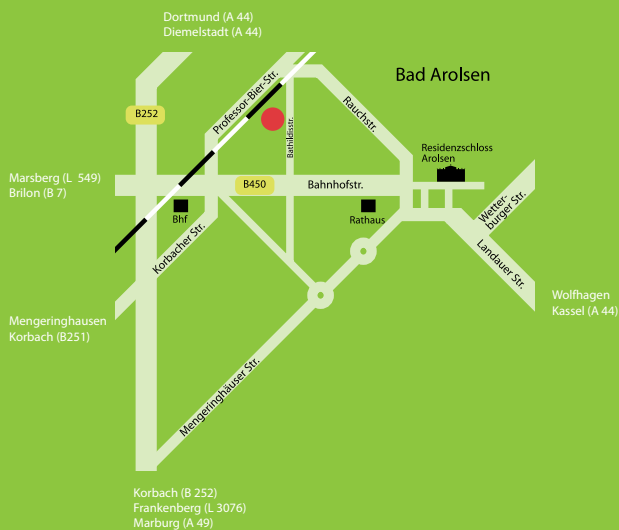 Dortmund (A 44)
Diemelstadt (A 44)
Bad Arolsen
Professor-Bier-Str.
B252
Rauchstr.
Bathildisstr.
Residenzschloss
Arolsen
Marsberg (L 549)
Brilon (B 7)
B450
Bahnhofstr.
Wetter-
burger Str.
Bhf
Rathaus
Korbacher Str.
Landauer Str.
Wolfhagen
Kassel (A 44)
Mengeringhausen
Korbach (B251)
Mengeringhäuser Str.
Korbach (B 252)
Frankenberg (L 3076)
Marburg (A 49)